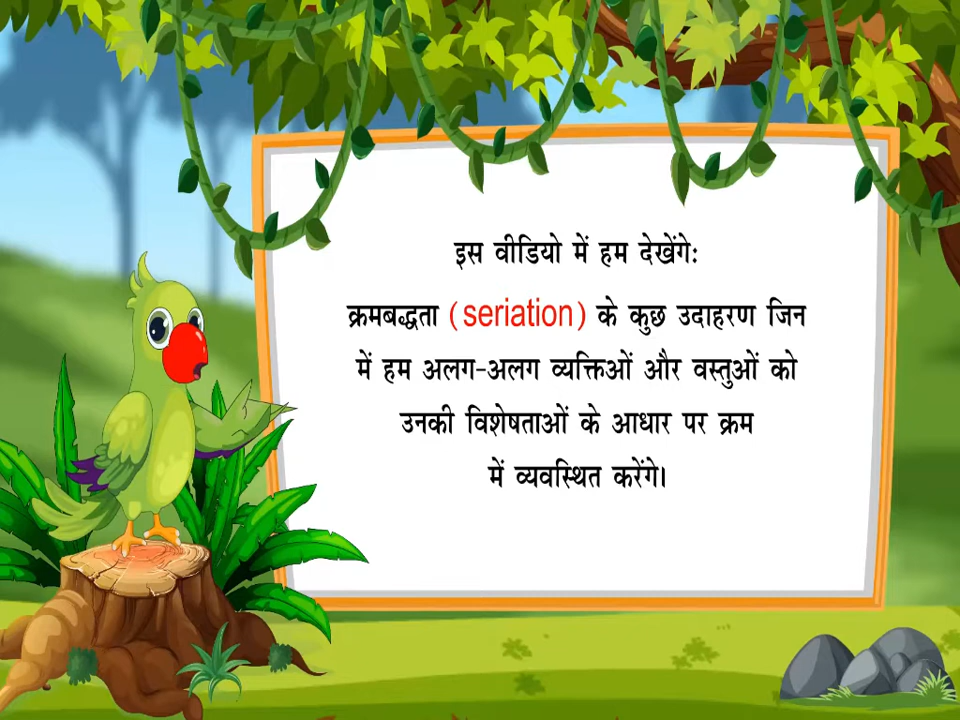 इस वीडियो में हम देखेंगे:
क्रमबद्धता (seriation) के कुछ उदाहरण जिन
में हम अलग-अलग व्यक्तिओं और वस्तुओं को
उनकी विशेषताओं के आधार पर क्रम
में व्यवस्थित करेंगे।